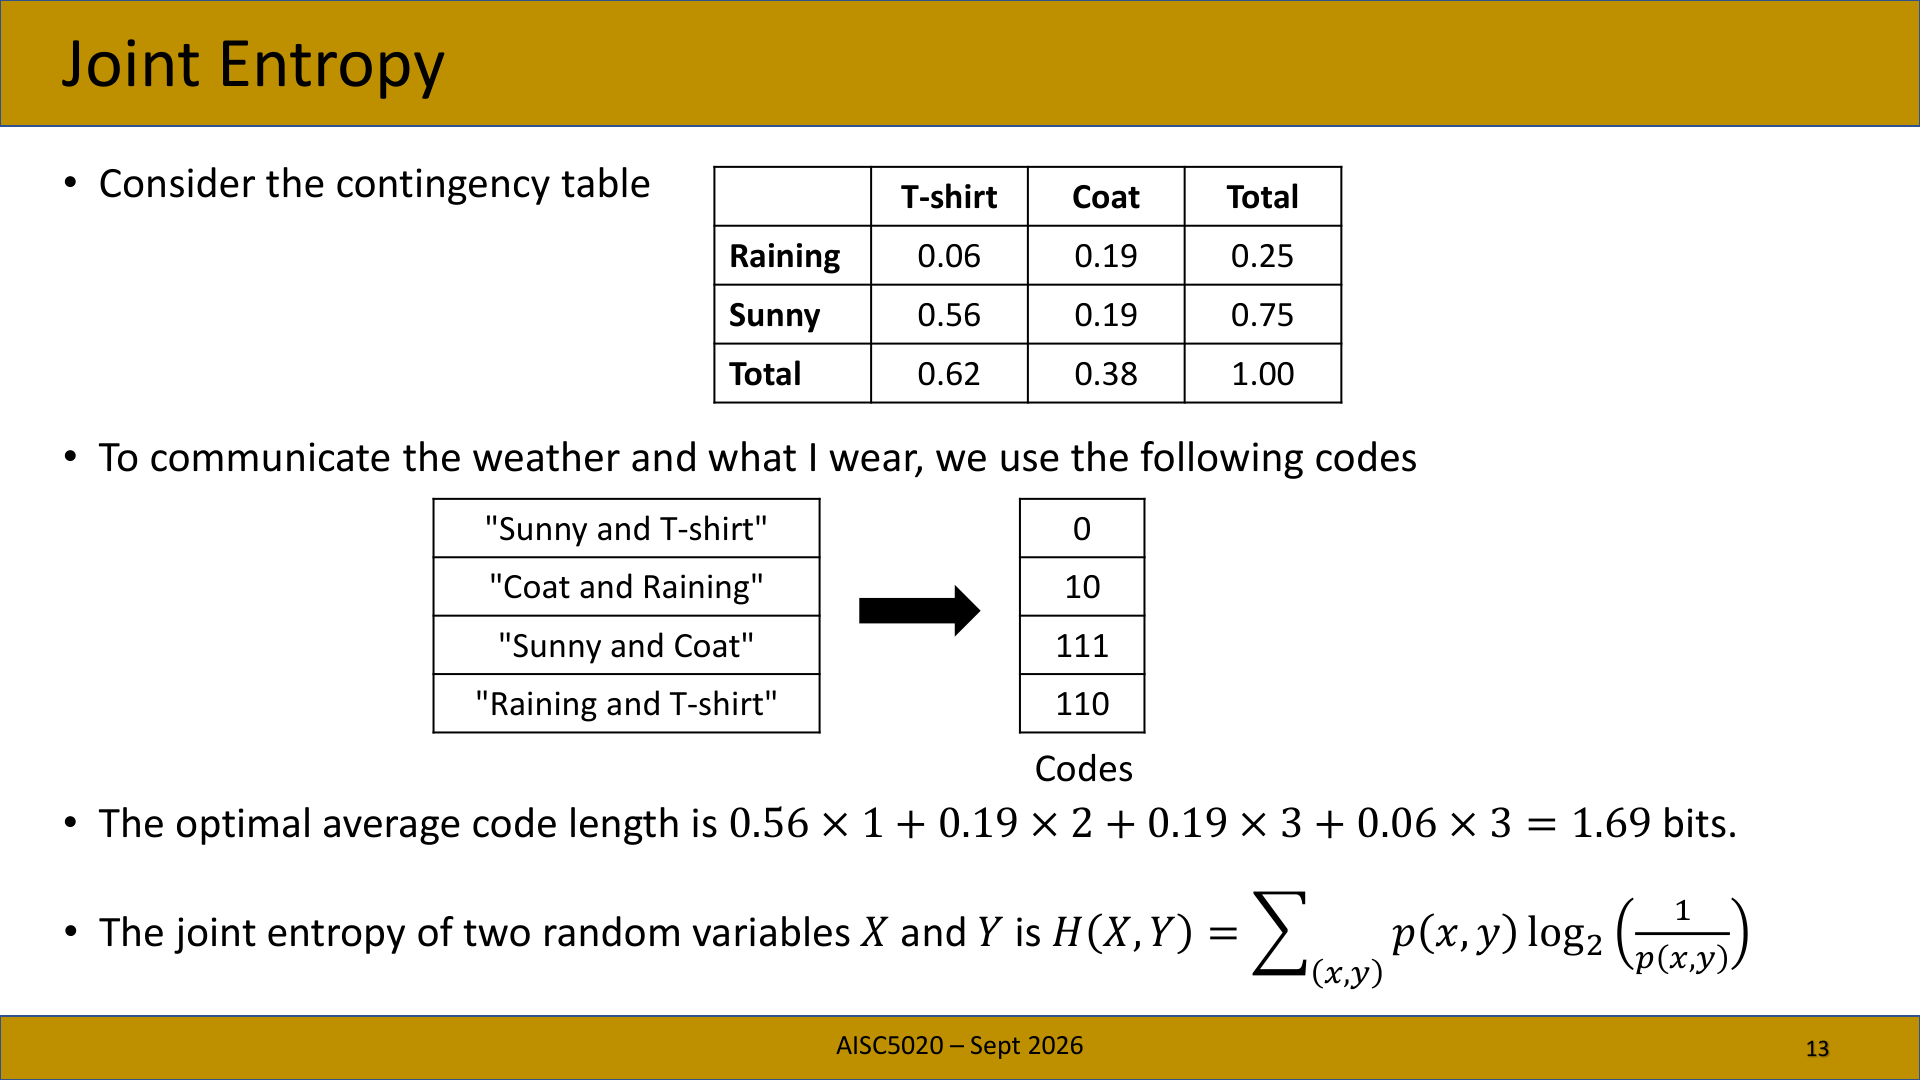 Joint Entropy
• Consider the contingency table
T-shirt Coat Total
Raining 0.06 0.19 0.25
Sunny 0.56 0.19 0.75
Total 0.62 0.38 1.00
• To communicate the weather and what I wear, we use the following codes
"Sunny and T-shirt" 0
"Coat and Raining" 10
"Sunny and Coat" 111
"Raining and T-shirt" 110
Codes
• The optimal average code length is 0.56 × 1 + 0.19 × 2 + 0.19 × 3 + 0.06 × 3 = 1.69 bits.
• The joint entropy of two random variables X and Y is H(X, Y) = ∑_(x,y) p(x, y) log₂ (1/p(x,y))
AISC5020 – Sept 2026
13